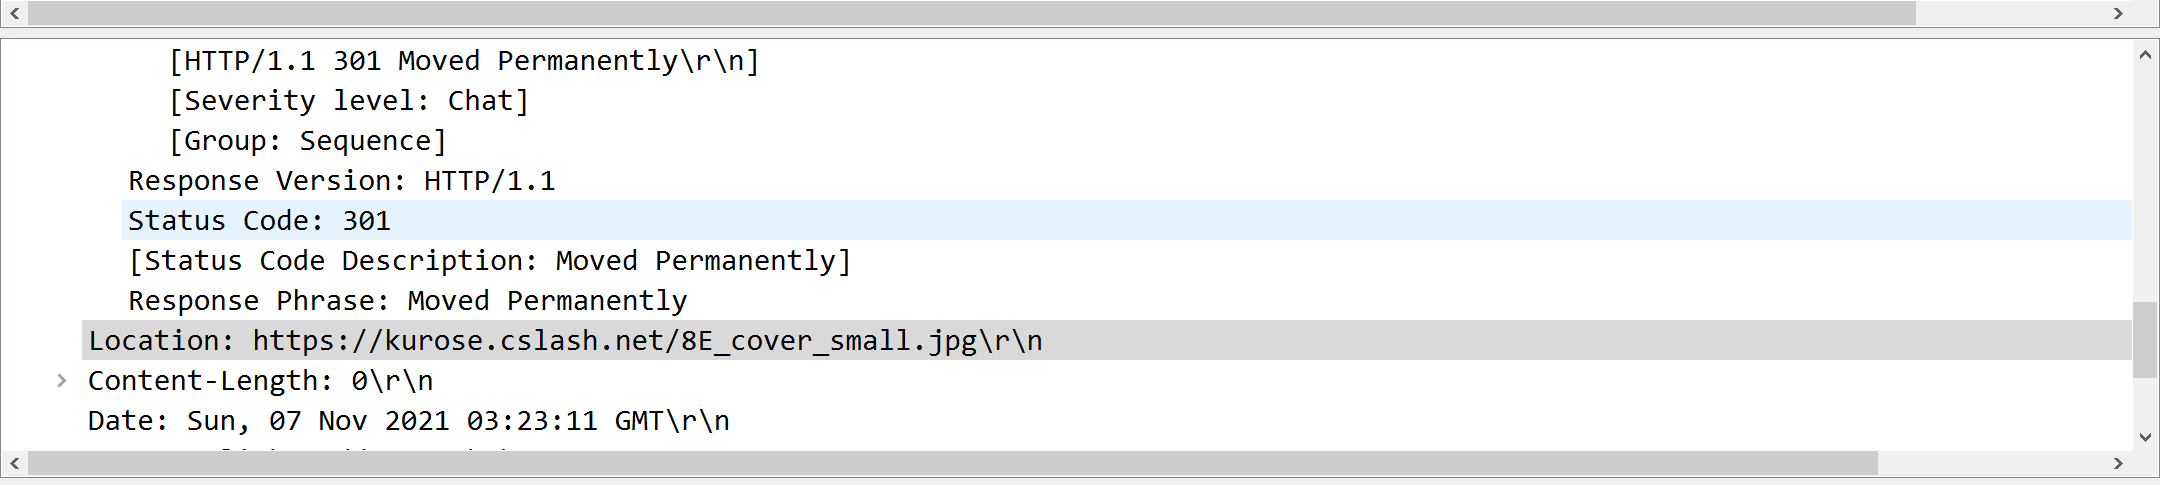 [HTTP/1.1 301 Moved Permanently\r\n]
[Severity level: Chat]
[Group: Sequence]
Response Version: HTTP/1.1
Status Code: 301
[Status Code Description: Moved Permanently]
Response Phrase: Moved Permanently
Location: https://kurose.cslash.net/8E_cover_small.jpg\r\n
Content-Length: 0\r\n
Date: Sun, 07 Nov 2021 03:23:11 GMT\r\n